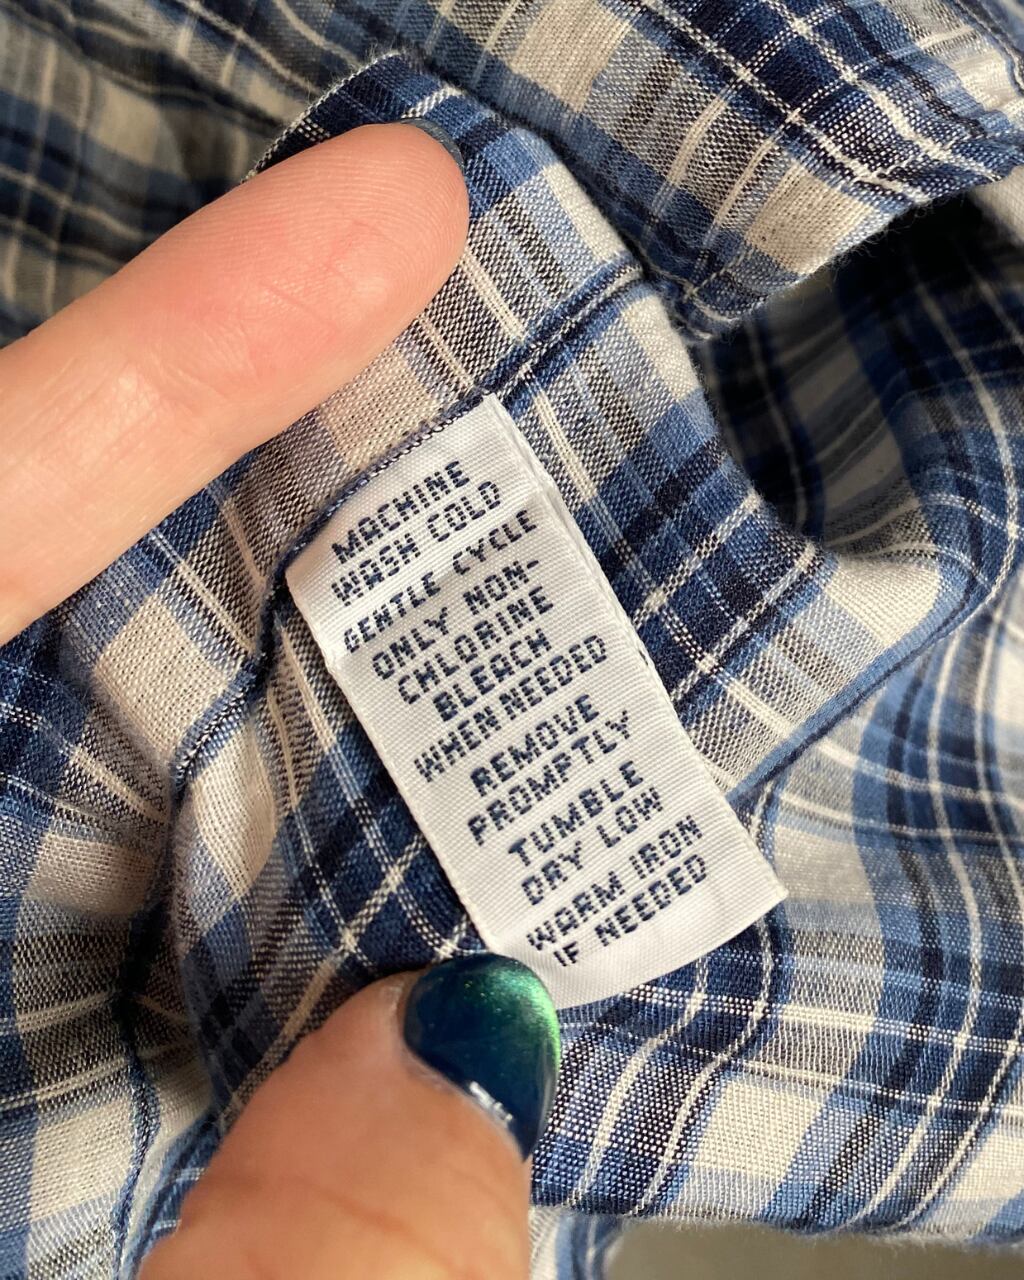 MACHINE
WASH COLD
GENTLE CYCLE
ONLY NON-
CHLORINE
BLEACH
WHEN NEEDED
REMOVE
PROMPTLY
TUMBLE
DRY LOW
WARM IRON
IF NEEDED